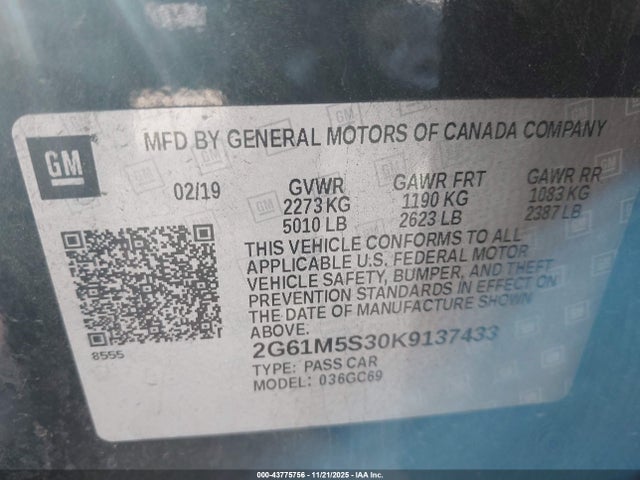 GM
MFD BY GENERAL MOTORS OF CANADA COMPANY
02/19 GVWR GAWR FRT GAWR RR
2273 KG 1190 KG 1083 KG
5010 LB 2623 LB 2387 LB
THIS VEHICLE CONFORMS TO ALL
APPLICABLE U.S. FEDERAL MOTOR
VEHICLE SAFETY, BUMPER, AND THEFT
PREVENTION STANDARDS IN EFFECT ON
THE DATE OF MANUFACTURE SHOWN
ABOVE.
8555
2G61M5S30K9137433
TYPE: PASS CAR
MODEL: 036GC69
000-43775756 - 11/21/2025 - IAA Inc.